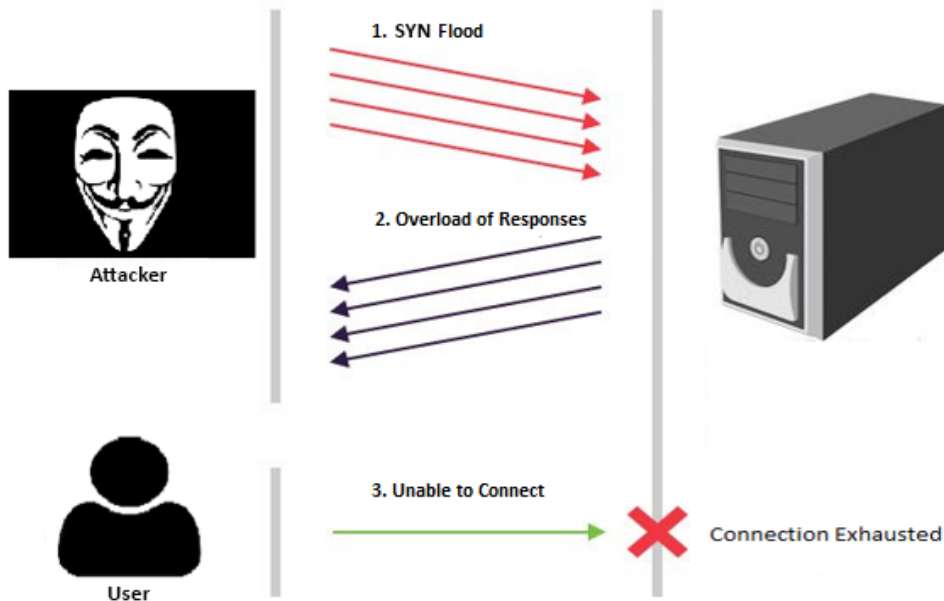 1. SYN Flood
Attacker
2. Overload of Responses
3. Unable to Connect
Connection Exhausted
User